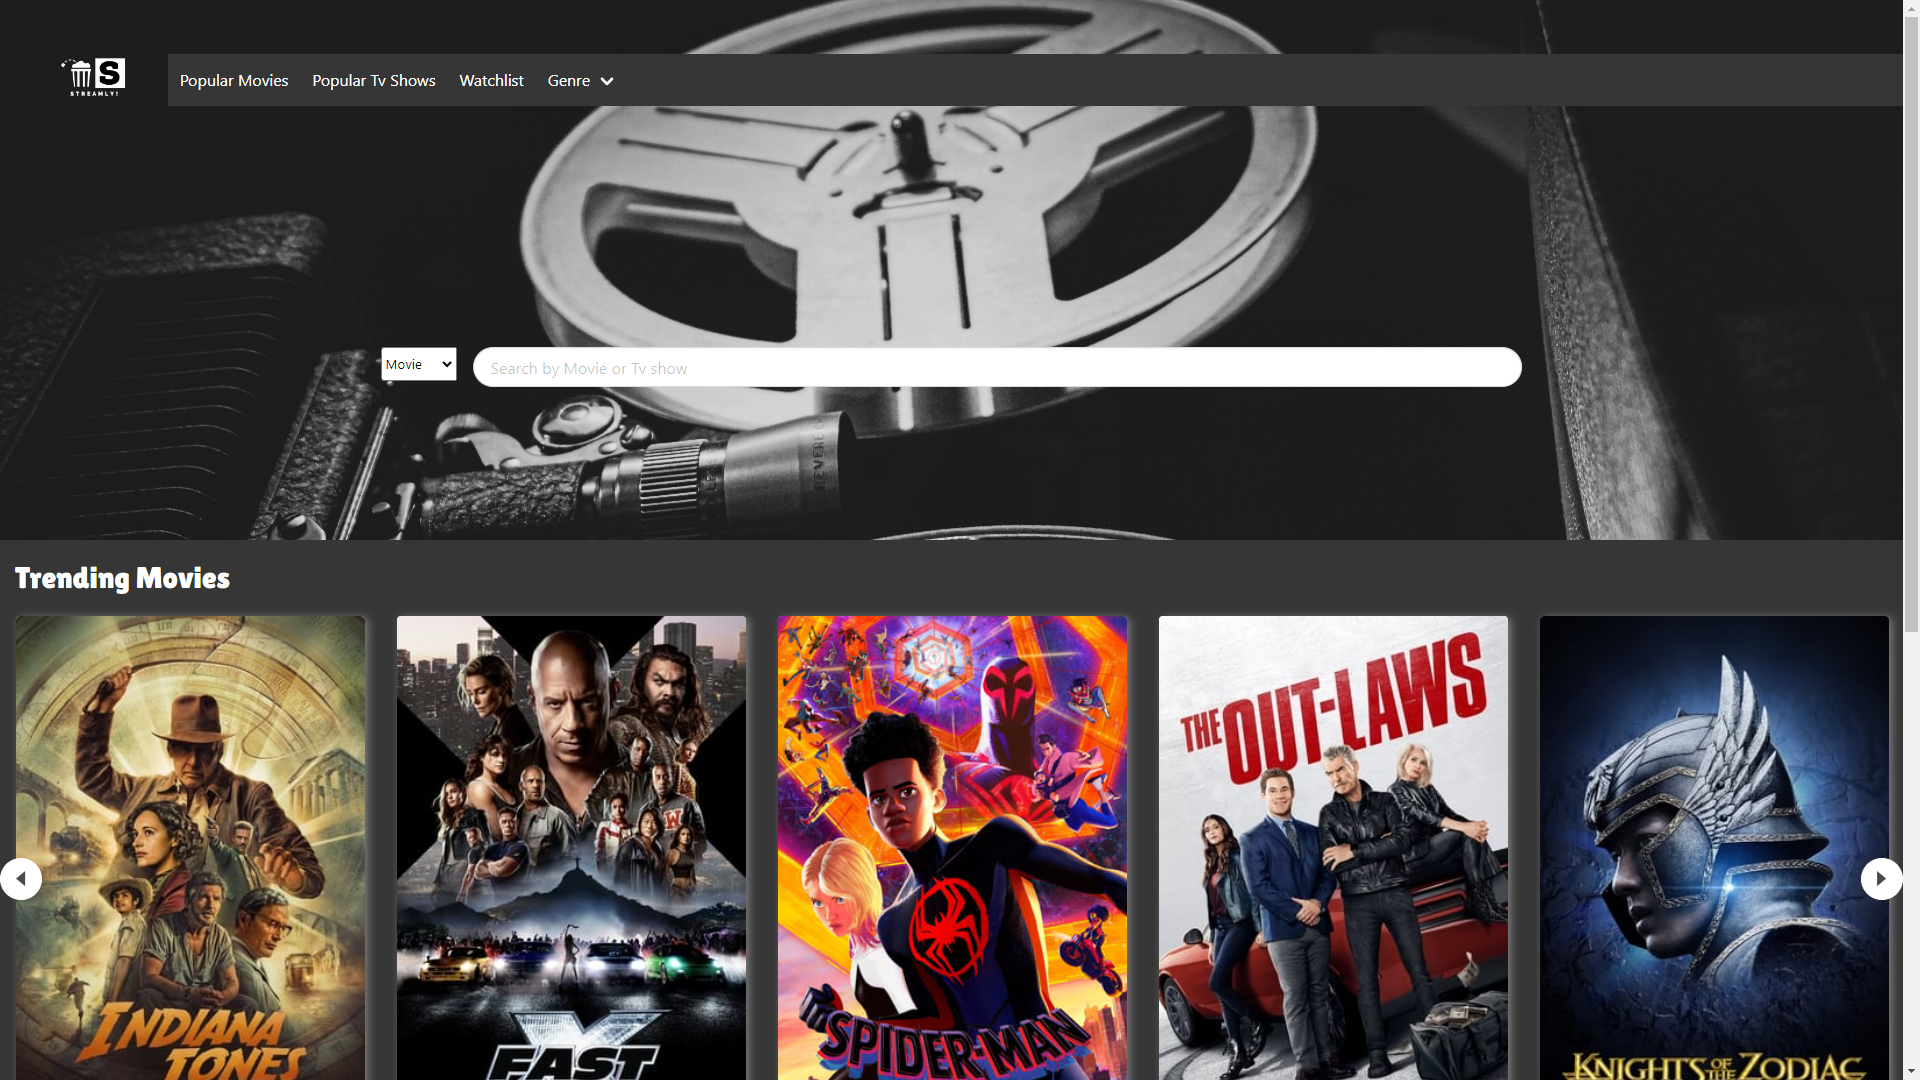 S
STREAMLY!
Popular Movies
Popular Tv Shows
Watchlist
Genre
Movie
Search by Movie or Tv show
REVERE
Trending Movies
INDIANA
JONES
FAST
SPIDER-MAN
THE OUT-LAWS
W
KNIGHTS OF THE ZODIAC